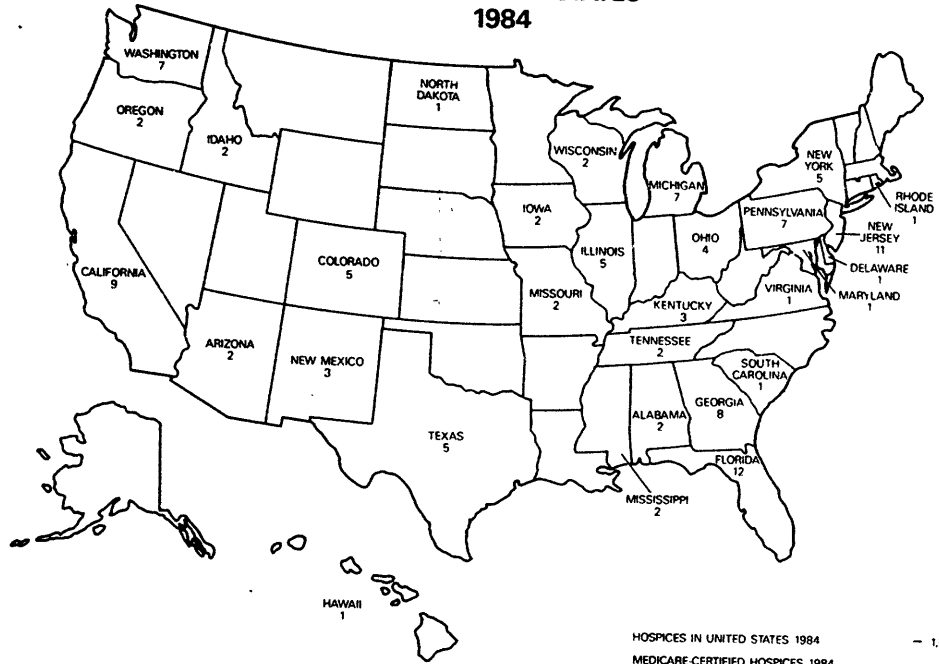 1984
WASHINGTON
7
OREGON
2
IDAHO
2
NORTH
DAKOTA
1
WISCONSIN
2
MICHIGAN
7
NEW
YORK
5
RHODE
ISLAND
1
IOWA
2
PENNSYLVANIA
7
NEW
JERSEY
11
OHIO
4
ILLINOIS
5
COLORADO
5
CALIFORNIA
9
DELAWARE
1
MARYLAND
1
VIRGINIA
1
MISSOURI
2
KENTUCKY
3
ARIZONA
2
NEW MEXICO
3
TENNESSEE
2
SOUTH
CAROLINA
1
GEORGIA
8
ALABAMA
2
TEXAS
5
FLORIDA
12
MISSISSIPPI
2
HAWAII
1
HOSPICES IN UNITED STATES 1984 – 1,
MEDICARE-CERTIFIED HOSPICES 1984